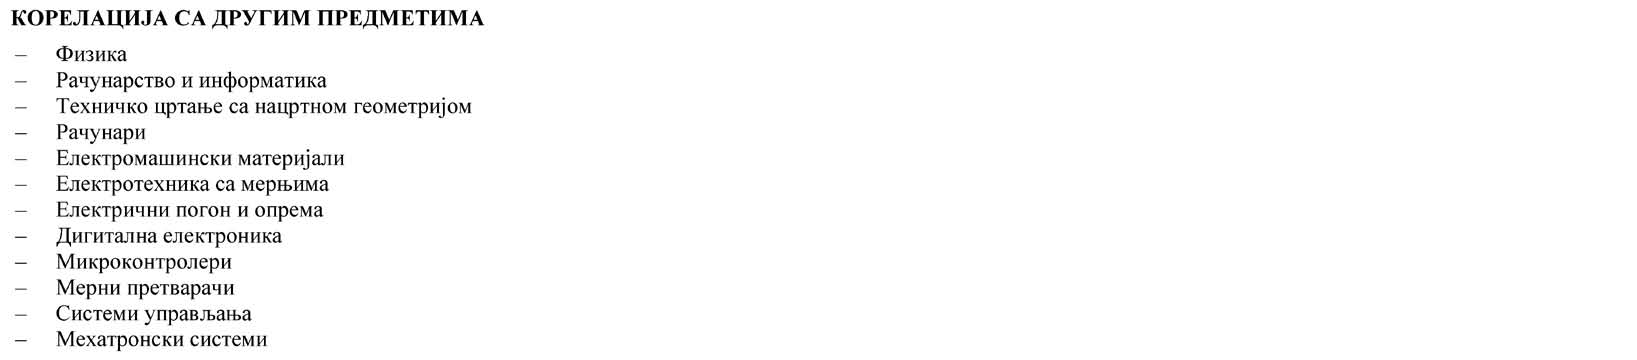 КОРЕЛАЦИЈА СА ДРУГИМ ПРЕДМЕТИМА
– Физика
– Рачунарство и информатика
– Техничко цртање са нацртном геометријом
– Рачунари
– Електромашински материјали
– Електротехника са мерњима
– Електрични погон и опрема
– Дигитална електроника
– Микроконтролери
– Мерни претварачи
– Системи управљања
– Мехатронски системи